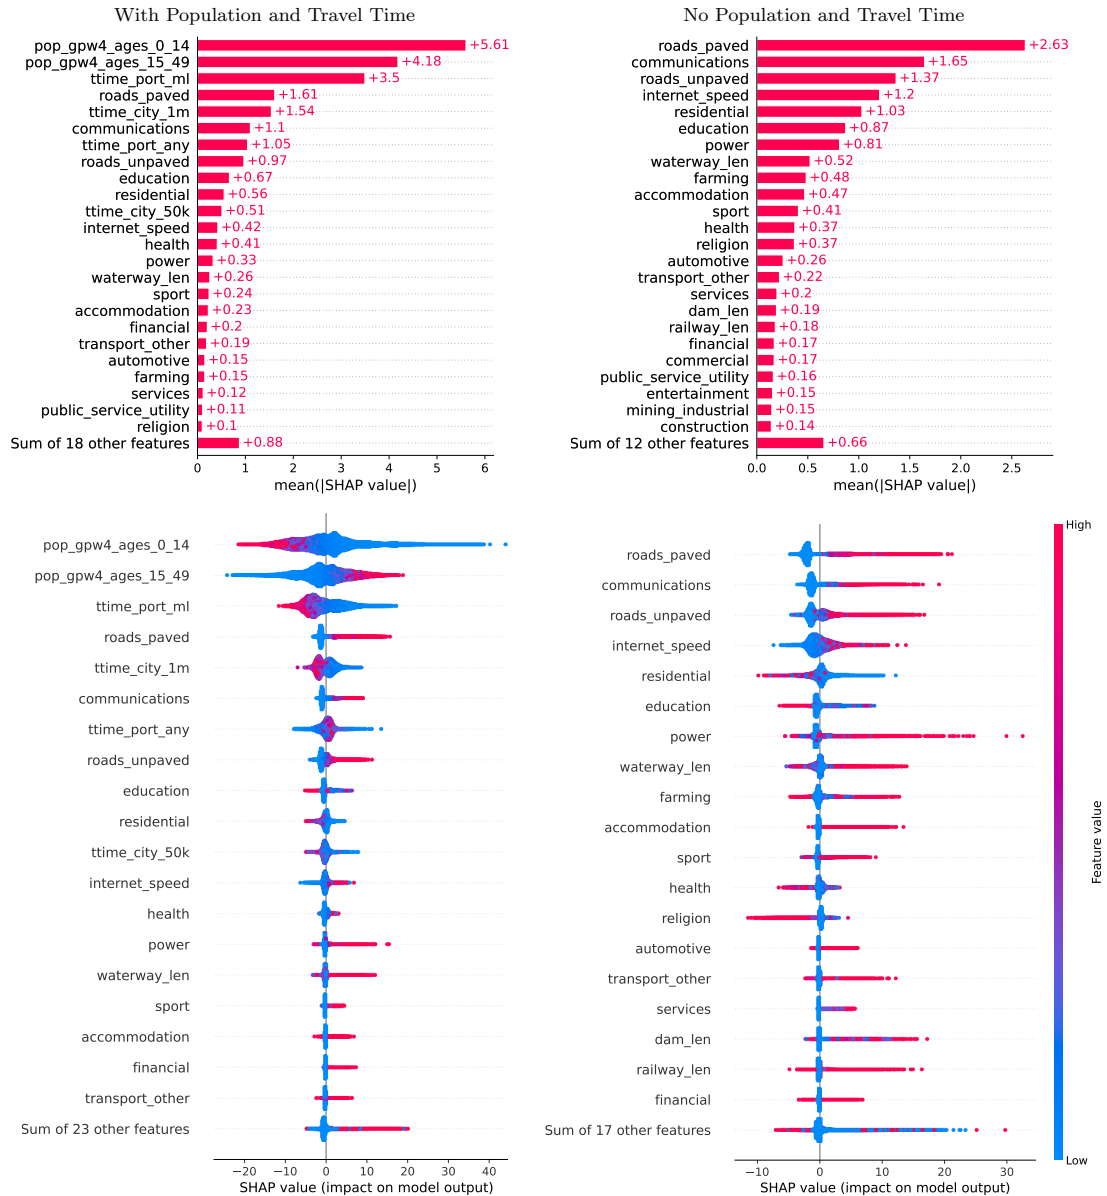 With Population and Travel Time
pop_gpw4_ages_0_14 +5.61
pop_gpw4_ages_15_49 +4.18
ttime_port_ml +3.5
roads_paved +1.61
ttime_city_1m +1.54
communications +1.1
ttime_port_any +1.05
roads_unpaved +0.97
education +0.67
residential +0.56
ttime_city_50k +0.51
internet_speed +0.42
health +0.41
power +0.33
waterway_len +0.26
sport +0.24
accommodation +0.23
financial +0.2
transport_other +0.19
automotive +0.15
farming +0.15
services +0.12
public_service_utility +0.11
religion +0.1
Sum of 18 other features +0.88
0 1 2 3 4 5 6
mean(|SHAP value|)
No Population and Travel Time
roads_paved +2.63
communications +1.65
roads_unpaved +1.37
internet_speed +1.2
residential +1.03
education +0.87
power +0.81
waterway_len +0.52
farming +0.48
accommodation +0.47
sport +0.41
health +0.37
religion +0.37
automotive +0.26
transport_other +0.22
services +0.2
dam_len +0.19
railway_len +0.18
financial +0.17
commercial +0.17
public_service_utility +0.16
entertainment +0.15
mining_industrial +0.15
construction +0.14
Sum of 12 other features +0.66
0.0 0.5 1.0 1.5 2.0 2.5
mean(|SHAP value|)
pop_gpw4_ages_0_14
pop_gpw4_ages_15_49
ttime_port_ml
roads_paved
ttime_city_1m
communications
ttime_port_any
roads_unpaved
education
residential
ttime_city_50k
internet_speed
health
power
waterway_len
sport
accommodation
financial
transport_other
Sum of 23 other features
−20 −10 0 10 20 30 40
SHAP value (impact on model output)
roads_paved
communications
roads_unpaved
internet_speed
residential
education
power
waterway_len
farming
accommodation
sport
health
religion
automotive
transport_other
services
dam_len
railway_len
financial
Sum of 17 other features
−10 0 10 20 30
SHAP value (impact on model output)
High
Feature value
Low